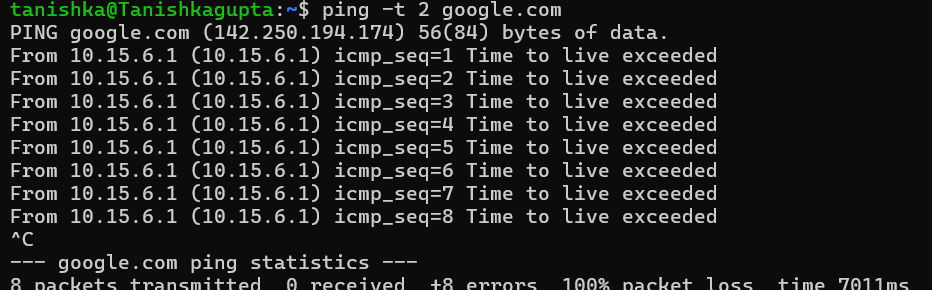 tanishka@Tanishkagupta:~$ ping -t 2 google.com
PING google.com (142.250.194.174) 56(84) bytes of data.
From 10.15.6.1 (10.15.6.1) icmp_seq=1 Time to live exceeded
From 10.15.6.1 (10.15.6.1) icmp_seq=2 Time to live exceeded
From 10.15.6.1 (10.15.6.1) icmp_seq=3 Time to live exceeded
From 10.15.6.1 (10.15.6.1) icmp_seq=4 Time to live exceeded
From 10.15.6.1 (10.15.6.1) icmp_seq=5 Time to live exceeded
From 10.15.6.1 (10.15.6.1) icmp_seq=6 Time to live exceeded
From 10.15.6.1 (10.15.6.1) icmp_seq=7 Time to live exceeded
From 10.15.6.1 (10.15.6.1) icmp_seq=8 Time to live exceeded
^C
--- google.com ping statistics ---
8 packets transmitted, 0 received, +8 errors, 100% packet loss, time 7011ms